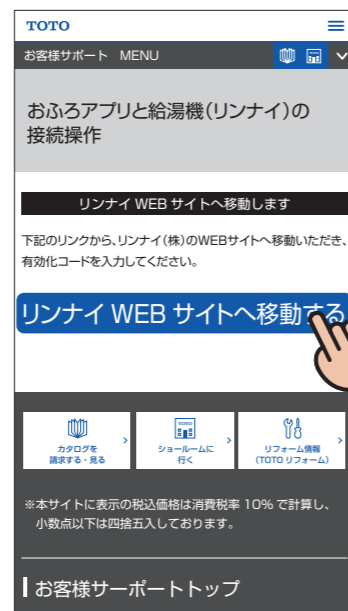 TOTO
お客様サポート MENU
おふろアプリと給湯機(リンナイ)の
接続操作
リンナイ WEB サイトへ移動します
下記のリンクから、リンナイ(株)のWEBサイトへ移動いただき、
有効化コードを入力してください。
リンナイ WEB サイトへ移動する
カタログを
請求する・見る
TOTO
ショールームに
行く
リフォーム情報
(TOTO リフォーム)
※本サイトに表示の税込価格は消費税率 10% で計算し、
小数点以下は四捨五入しております。
お客様サーポートトップ